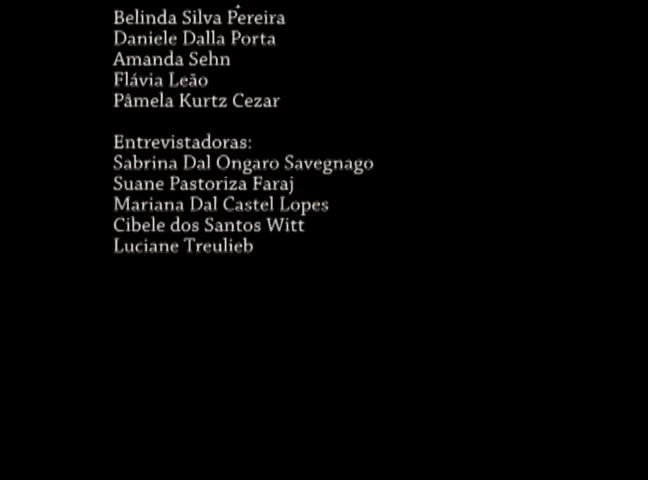 Belinda Silva Pereira
Daniele Dalla Porta
Amanda Sehn
Flávia Leão
Pâmela Kurtz Cezar
Entrevistadoras:
Sabrina Dal Ongaro Savegnago
Suane Pastoriza Faraj
Mariana Dal Castel Lopes
Cibele dos Santos Witt
Luciane Treulieb